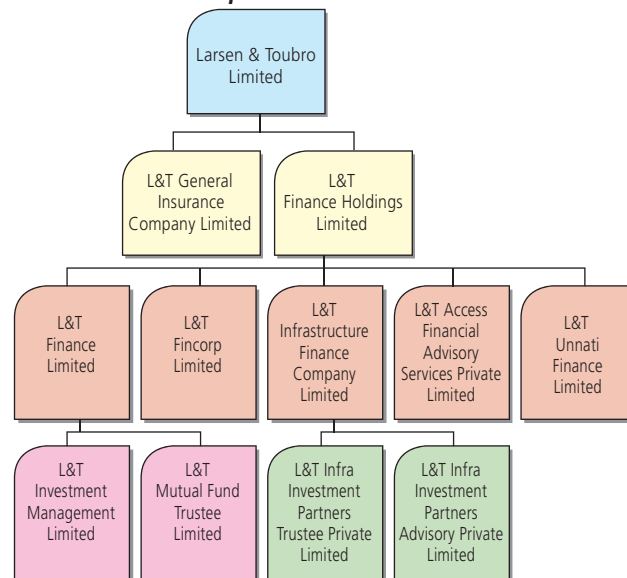 Larsen & Toubro
Limited
L&T General
Insurance
Company Limited
L&T
Finance Holdings
Limited
L&T
Finance
Limited
L&T
Fincorp
Limited
L&T
Infrastructure
Finance
Company
Limited
L&T Access
Financial
Advisory
Services Private
Limited
L&T
Unnati
Finance
Limited
L&T
Investment
Management
Limited
L&T
Mutual Fund
Trustee
Limited
L&T Infra
Investment
Partners
Trustee Private
Limited
L&T Infra
Investment
Partners
Advisory Private
Limited